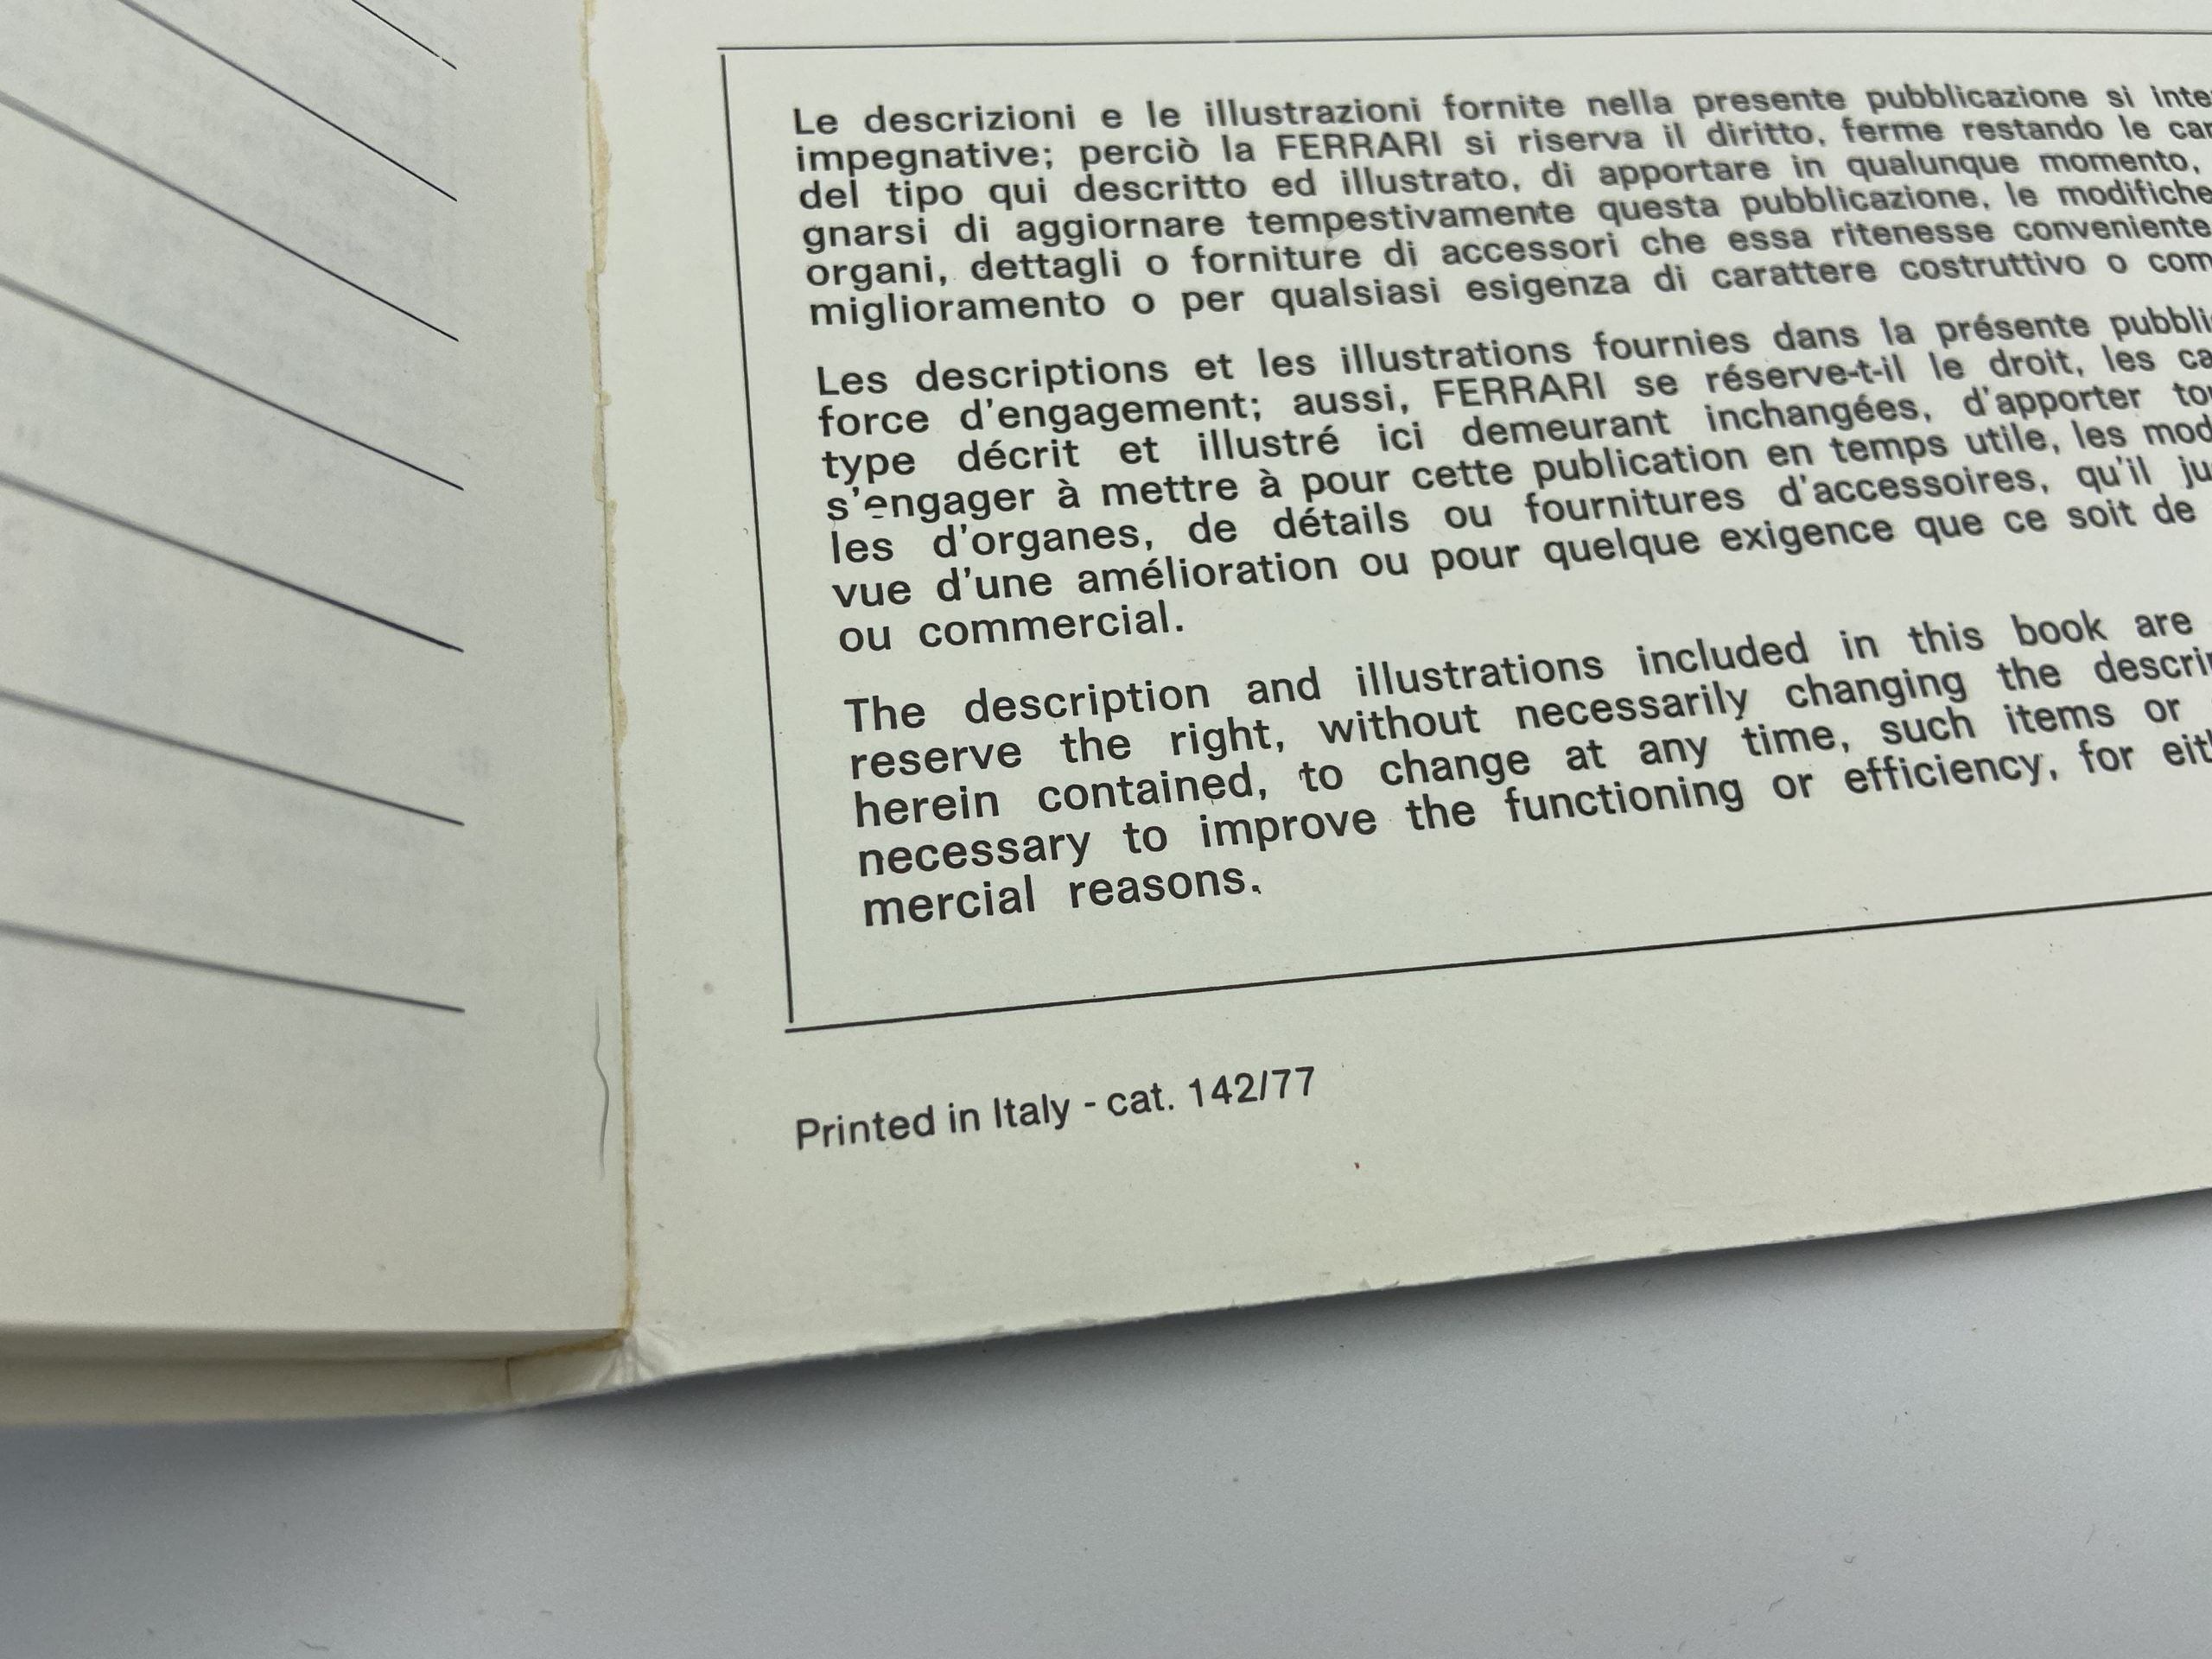 Le descrizioni e le illustrazioni fornite nella presente pubblicazione si
impegnative; perciò la FERRARI si riserva il diritto, ferme restando le
del tipo qui descritto ed illustrato, di apportare in qualunque momento,
gnarsi di aggiornare tempestivamente questa pubblicazione, le modifiche
organi, dettagli o forniture di accessori che essa ritenesse conveniente
miglioramento o per qualsiasi esigenza di carattere costruttivo o com
Les descriptions et les illustrations fournies dans la présente pubbli
force d'engagement; aussi, FERRARI se réserve-t-il le droit, les ca
type décrit et illustré ici demeurant inchangées, d'apporter to
s'engager à mettre à pour cette publication en temps utile, les mod
les d'organes, de détails ou fournitures d'accessoires, qu'il ju
vue d'une amélioration ou pour quelque exigence que ce soit de
ou commercial.
The description and illustrations included in this book are
reserve the right, without necessarily changing the descri
herein contained, to change at any time, such items or
necessary to improve the functioning or efficiency, for eit
mercial reasons.
Printed in Italy - cat. 142/77